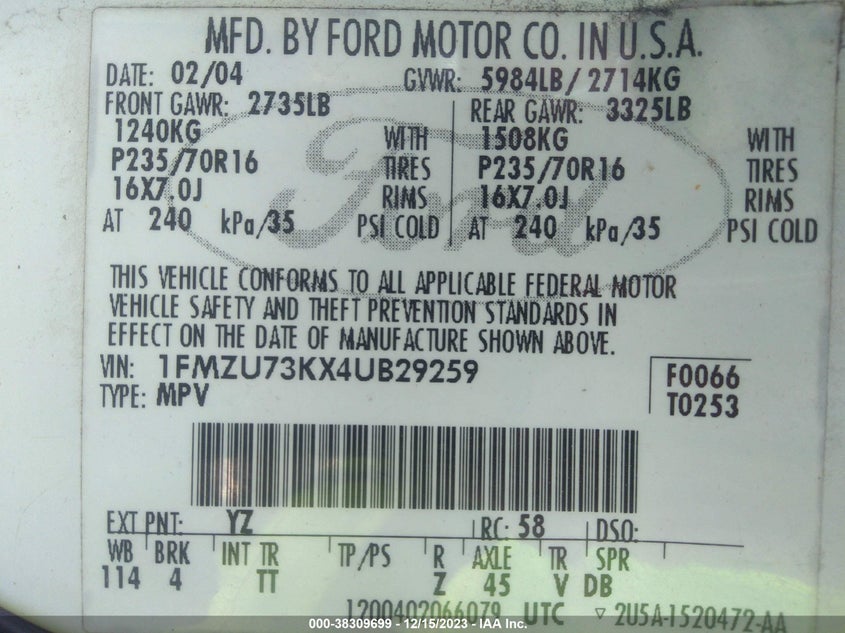 MFD. BY FORD MOTOR CO. IN U.S.A.
DATE: 02/04 GVWR: 5984LB/ 2714KG
FRONT GAWR: 2735LB REAR GAWR: 3325LB
1240KG WITH 1508KG WITH
P235/70R16 TIRES P235/70R16 TIRES
16X7.0J RIMS 16X7.0J RIMS
AT 240 kPa/35 PSI COLD AT 240 kPa/35 PSI COLD
Ford
THIS VEHICLE CONFORMS TO ALL APPLICABLE FEDERAL MOTOR
VEHICLE SAFETY AND THEFT PREVENTION STANDARDS IN
EFFECT ON THE DATE OF MANUFACTURE SHOWN ABOVE.
VIN: 1FMZU73KX4UB29259 F0066
TYPE: MPV T0253
EXT PNT: YZ RC: 58 DSO:
WB BRK INT TR TP/PS R AXLE TR SPR
114 4 TT Z 45 V DB
1200402066079 UTC ▽ 2U5A-1520472-AA
000-38309699 - 12/15/2023 - IAA Inc.